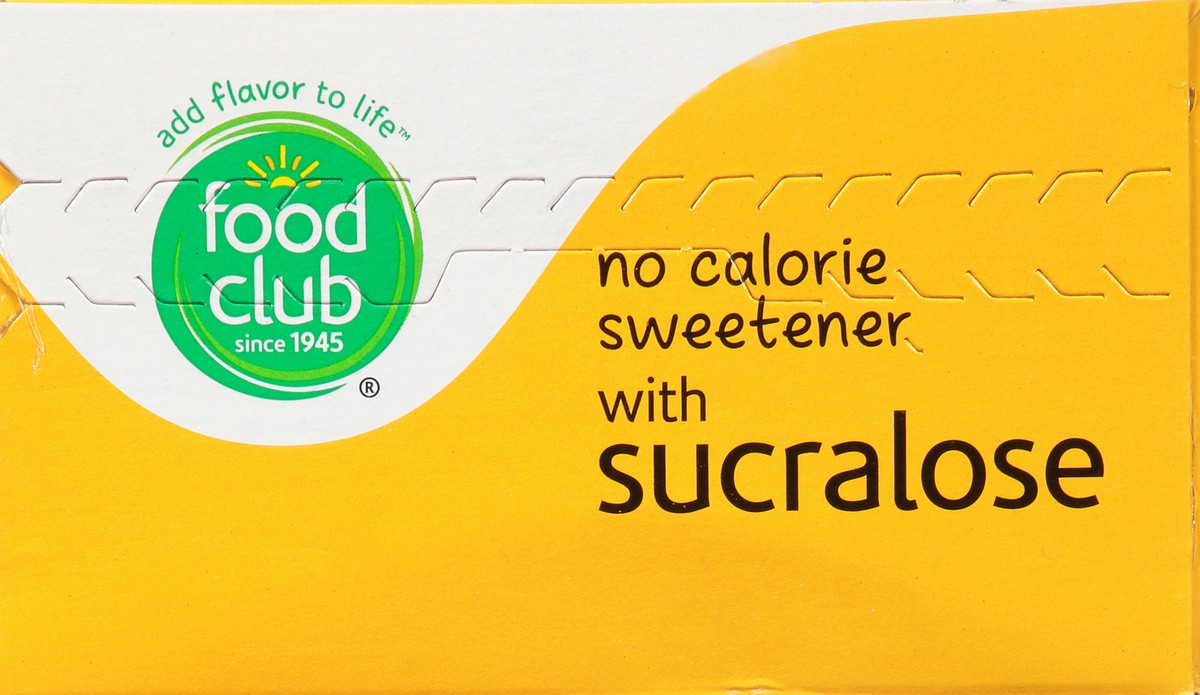 add flavor to life™
food
club
since 1945
®
no calorie
sweetener
with
sucralose